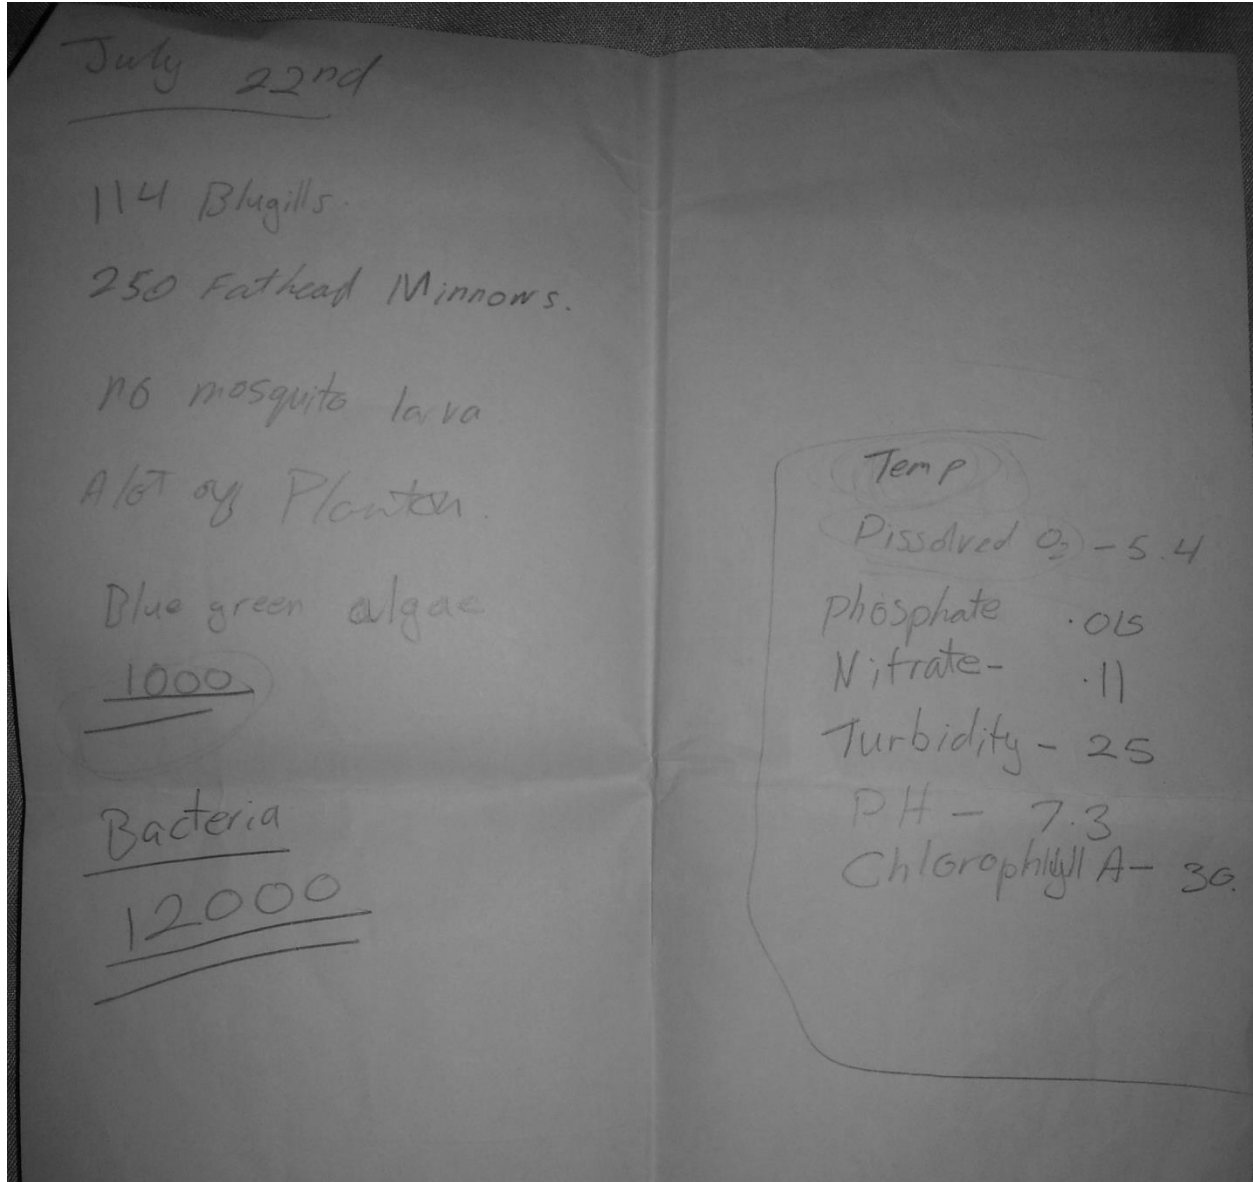 July 22nd
114 Blugills.
250 Fathead Minnows.
no mosquito larva
Alot of Plankton.
Blue green algae
1000
Bacteria
12000
Temp
Dissolved O2 - 5.4
Phosphate .015
Nitrate - .11
Turbidity - 25
PH - 7.3
Chlorophyll A - 30.